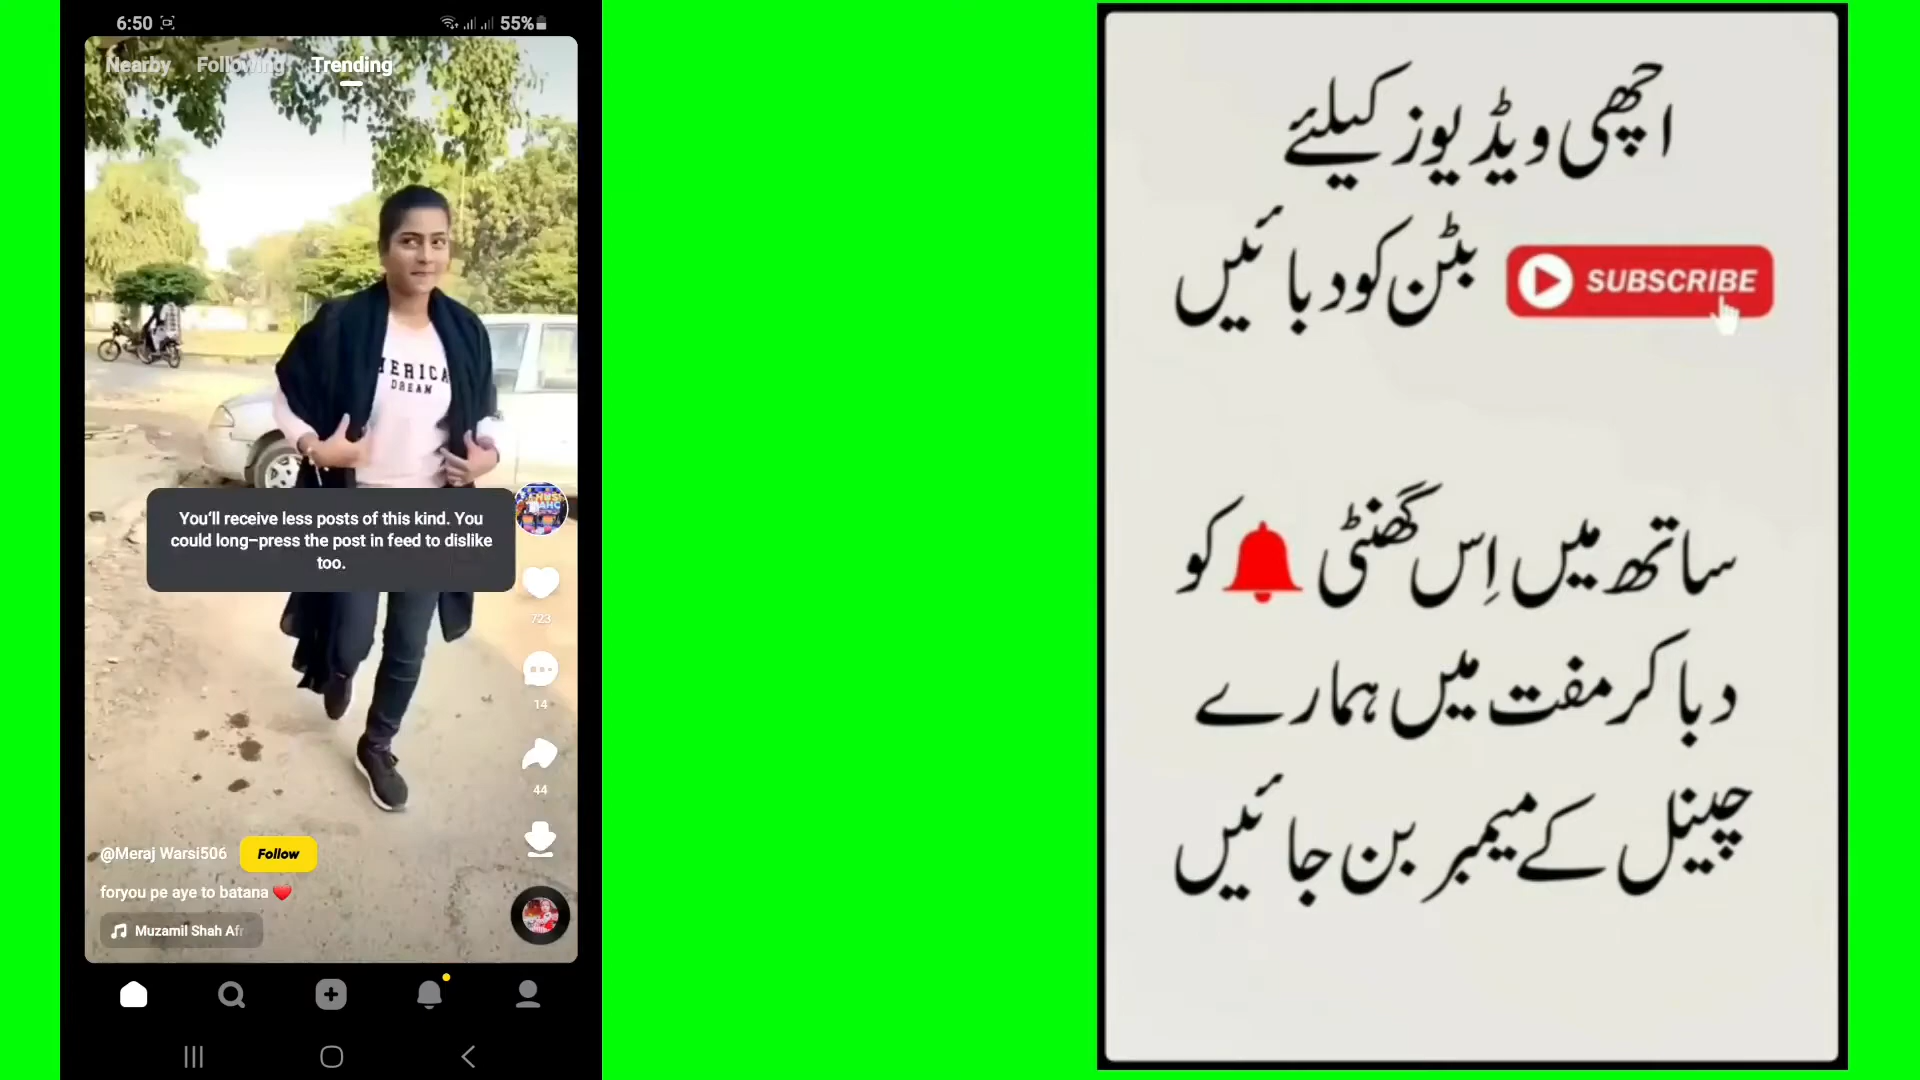 6:50
55%
Nearby Following Trending
MERICA
DREAM
You'll receive less posts of this kind. You
could long-press the post in feed to dislike
too.
723
14
44
@Meraj Warsi506 Follow
foryou pe aye to batana ❤️
Muzamil Shah Afr
اچھی ویڈیوز کیلئے
SUBSCRIBE بٹن کو دبائیں
ساتھ میں اِس گھنٹی کو
دبا کر مفت میں ہمارے
چینل کے میمبر بن جائیں